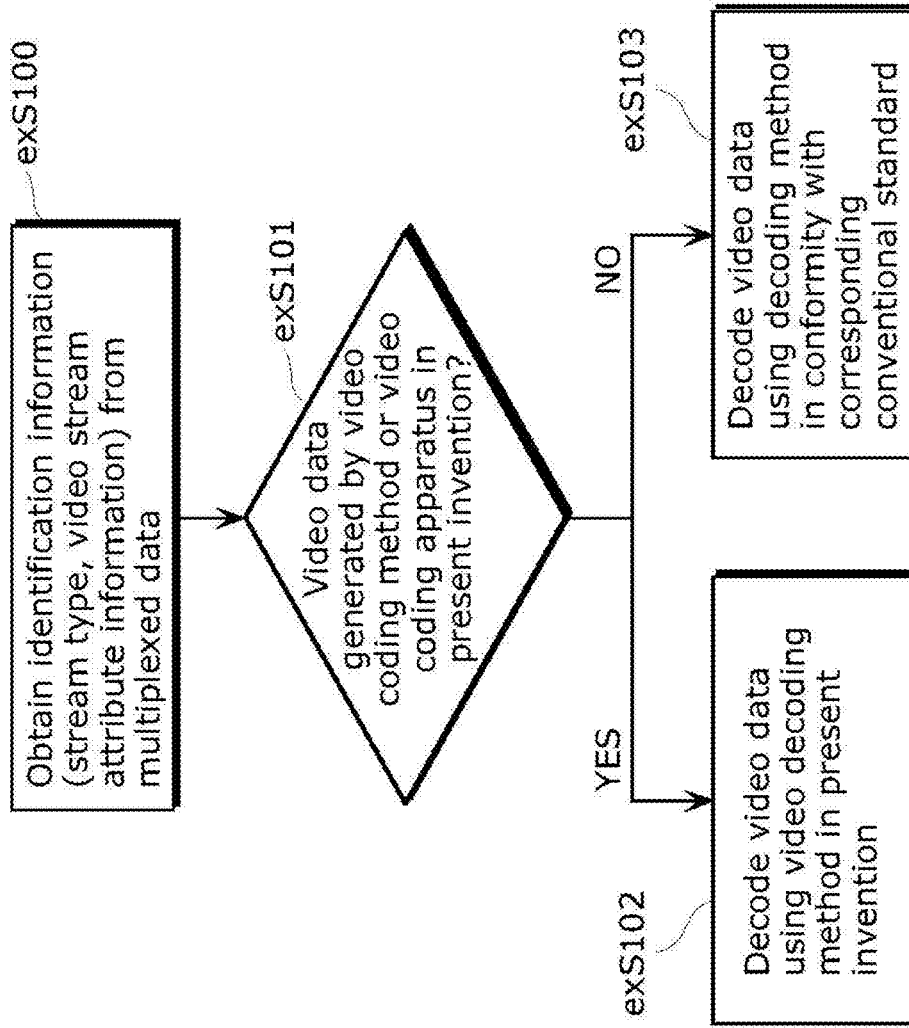 exS100
Obtain identification information
(stream type, video stream
attribute information) from
multiplexed data
exS101
Video data
generated by video
coding method or video
coding apparatus in
present invention?
YES
NO
exS102
Decode video data
using video decoding
method in present
invention
exS103
Decode video data
using decoding method
in conformity with
corresponding
conventional standard